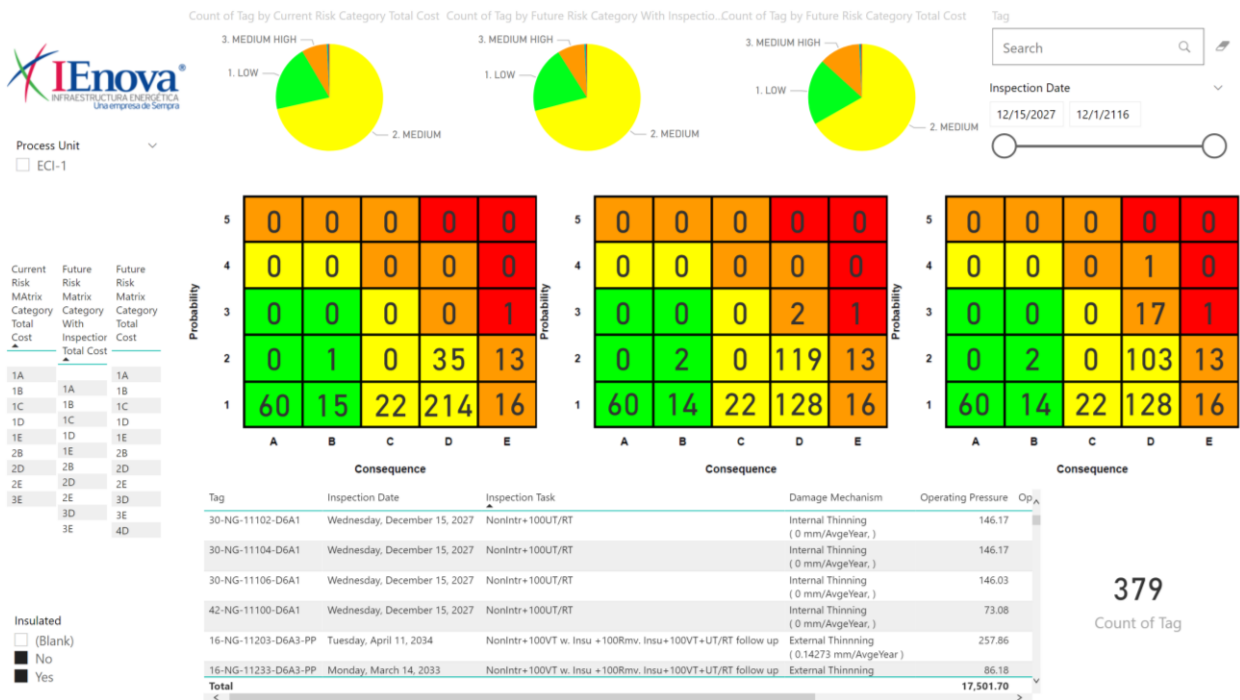 Count of Tag by Current Risk Category Total Cost
Count of Tag by Future Risk Category With Inspectio...
Count of Tag by Future Risk Category Total Cost
Tag
IEnova®
INFRAESTRUCTURA ENERGÉTICA
Una empresa de Sempra
3. MEDIUM HIGH
1. LOW
2. MEDIUM
3. MEDIUM HIGH
1. LOW
2. MEDIUM
3. MEDIUM HIGH
1. LOW
2. MEDIUM
Search
Inspection Date
12/15/2027 12/1/2116
Process Unit
ECI-1
Current Risk MAtrix Category Total Cost
1A
1B
1C
1D
1E
2B
2D
2E
3E
Future Risk Matrix Category With Inspectior Total Cost
1A
1B
1C
1D
1E
2B
2D
2E
3D
3E
Future Risk Matrix Category Total Cost
1A
1B
1C
1D
1E
2B
2D
2E
3D
3E
4D
Probability
5 0 0 0 0 0
4 0 0 0 0 0
3 0 0 0 0 1
2 0 1 0 35 13
1 60 15 22 214 16
A B C D E
Consequence
Probability
5 0 0 0 0 0
4 0 0 0 0 0
3 0 0 0 2 1
2 0 2 0 119 13
1 60 14 22 128 16
A B C D E
Consequence
Probability
5 0 0 0 0 0
4 0 0 0 1 0
3 0 0 0 17 1
2 0 2 0 103 13
1 60 14 22 128 16
A B C D E
Consequence
Tag Inspection Date Inspection Task Damage Mechanism Operating Pressure Op
30-NG-11102-D6A1 Wednesday, December 15, 2027 NonIntr+100UT/RT Internal Thinning 146.17
( 0 mm/AvgeYear, )
30-NG-11104-D6A1 Wednesday, December 15, 2027 NonIntr+100UT/RT Internal Thinning 146.17
( 0 mm/AvgeYear, )
30-NG-11106-D6A1 Wednesday, December 15, 2027 NonIntr+100UT/RT Internal Thinning 146.03
( 0 mm/AvgeYear, )
42-NG-11100-D6A1 Wednesday, December 15, 2027 NonIntr+100UT/RT Internal Thinning 73.08
( 0 mm/AvgeYear, )
16-NG-11203-D6A3-PP Tuesday, April 11, 2034 NonIntr+100VT w. Insu +100Rmv. Insu+100VT+UT/RT follow up External Thinnning 257.86
( 0.14273 mm/AvgeYear )
16-NG-11233-D6A3-PP Monday, March 14, 2033 NonIntr+100VT w. Insu +100Rmv. Insu+100VT+UT/RT follow up External Thinnning 86.18
Total 17,501.70
379
Count of Tag
Insulated
(Blank)
No
Yes